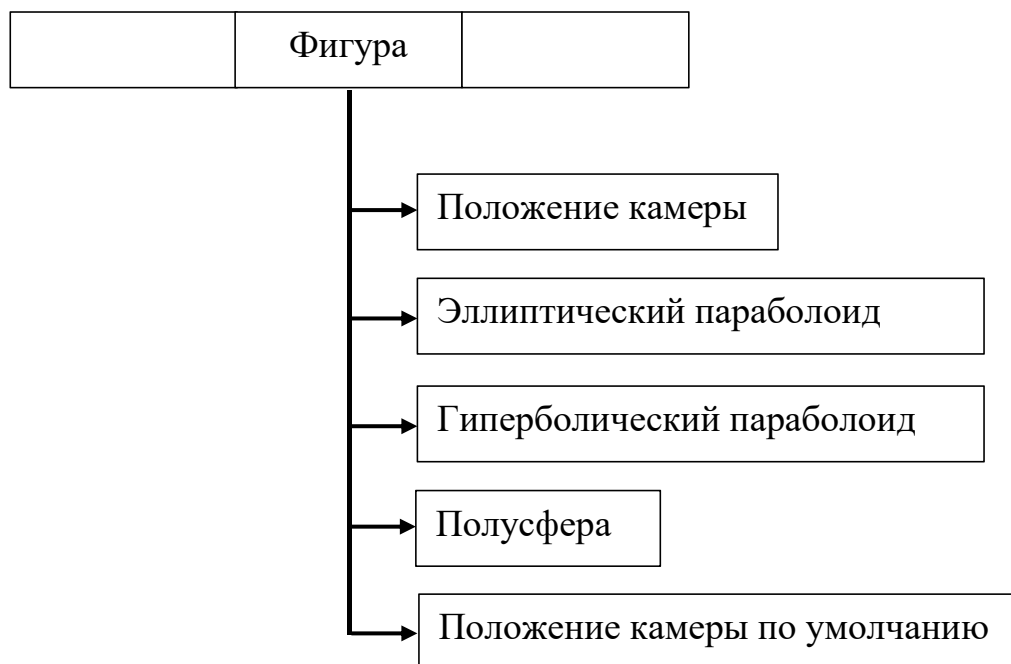 Фигура
Положение камеры
Эллиптический параболоид
Гиперболический параболоид
Полусфера
Положение камеры по умолчанию